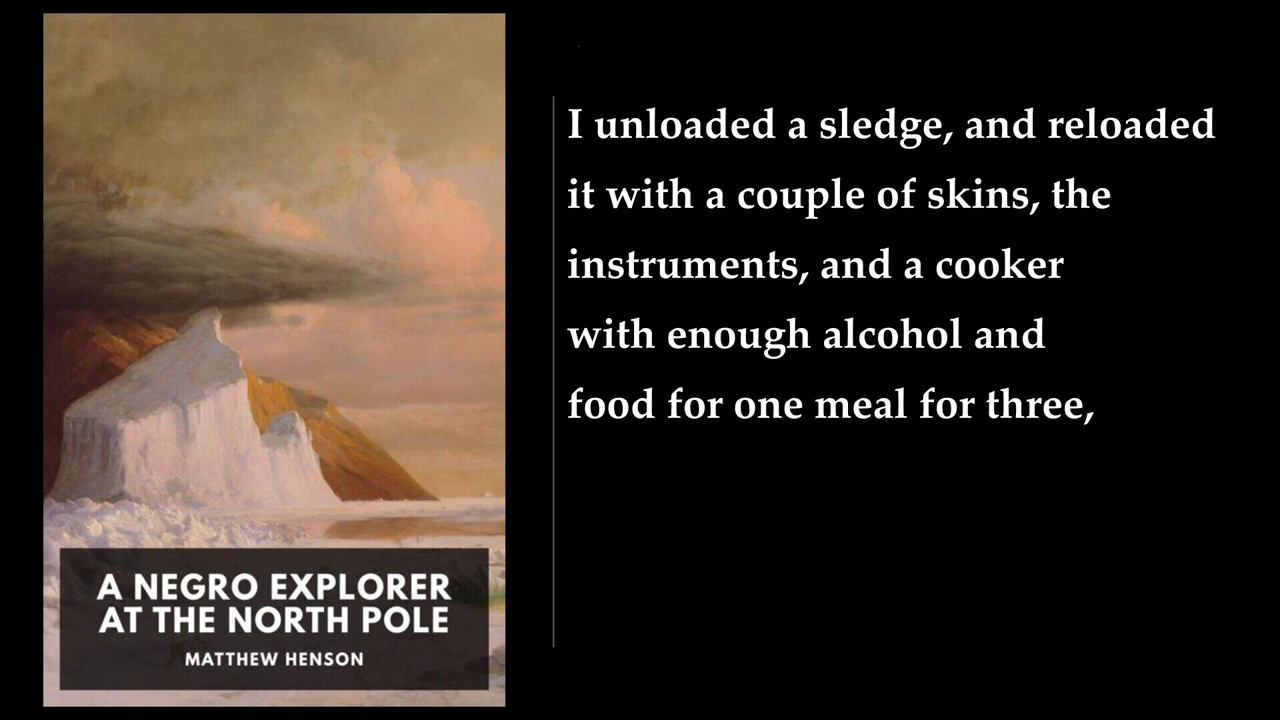 I unloaded a sledge, and reloaded
it with a couple of skins, the
instruments, and a cooker
with enough alcohol and
food for one meal for three,
A NEGRO EXPLORER
AT THE NORTH POLE
MATTHEW HENSON